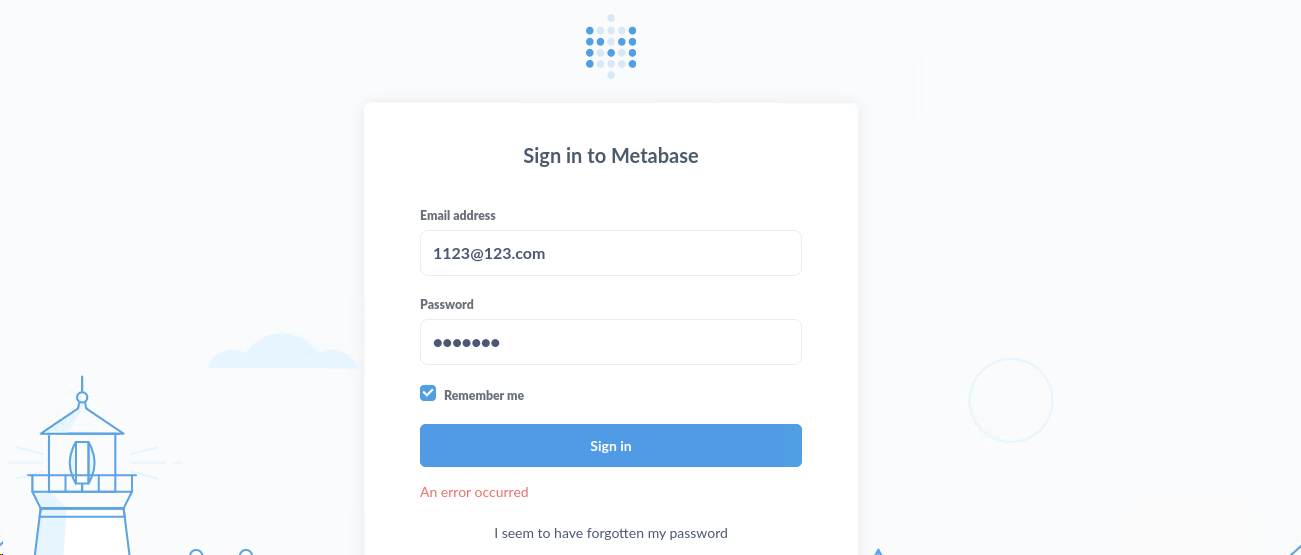 Sign in to Metabase
Email address
1123@123.com
Password
•••••••
Remember me
Sign in
An error occurred
I seem to have forgotten my password